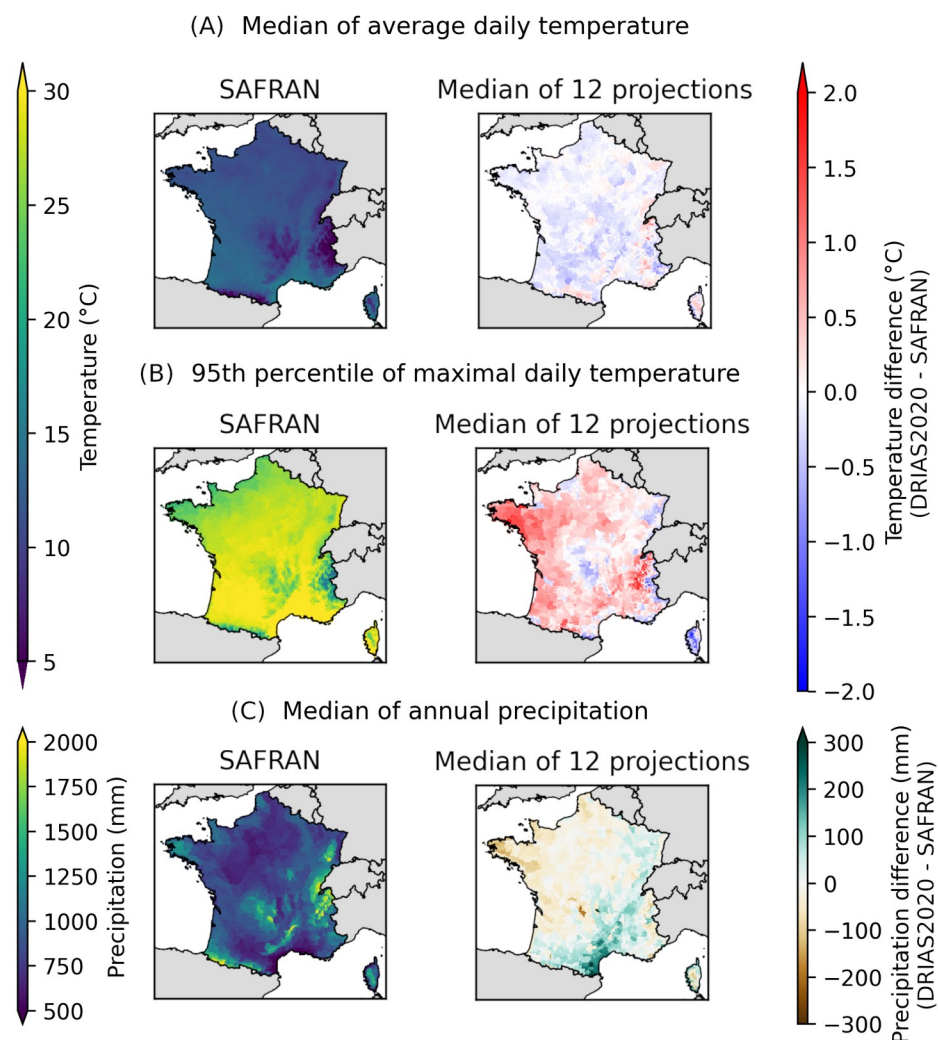 (A) Median of average daily temperature
SAFRAN
Median of 12 projections
30
25
20
15
10
5
Temperature (°C)
2.0
1.5
1.0
0.5
0.0
−0.5
−1.0
−1.5
−2.0
Temperature difference (°C)
(DRIAS2020 - SAFRAN)
(B) 95th percentile of maximal daily temperature
SAFRAN
Median of 12 projections
(C) Median of annual precipitation
SAFRAN
Median of 12 projections
2000
1750
1500
1250
1000
750
500
Precipitation (mm)
300
200
100
0
−100
−200
−300
Precipitation difference (mm)
(DRIAS2020 - SAFRAN)